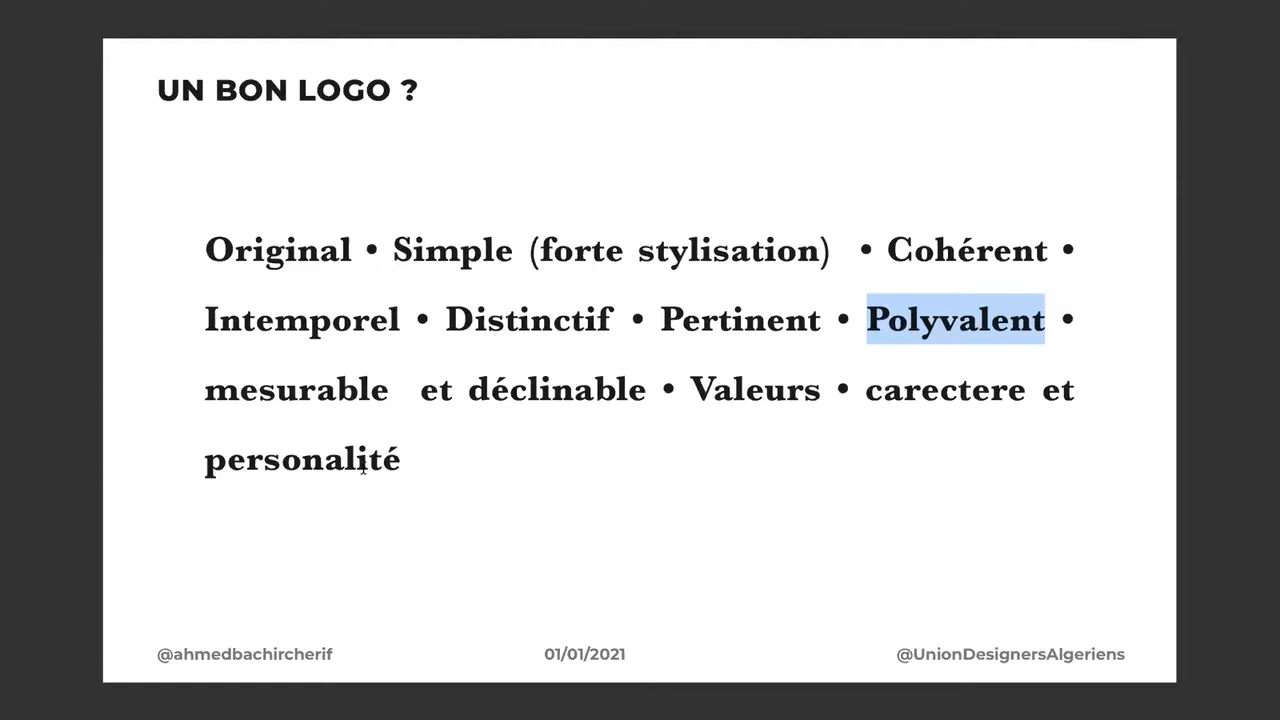 UN BON LOGO ?
Original • Simple (forte stylisation) • Cohérent •
Intemporel • Distinctif • Pertinent • Polyvalent •
mesurable et déclinable • Valeurs • carectere et
personalité
@ahmedbachircherif 01/01/2021 @UnionDesignersAlgeriens